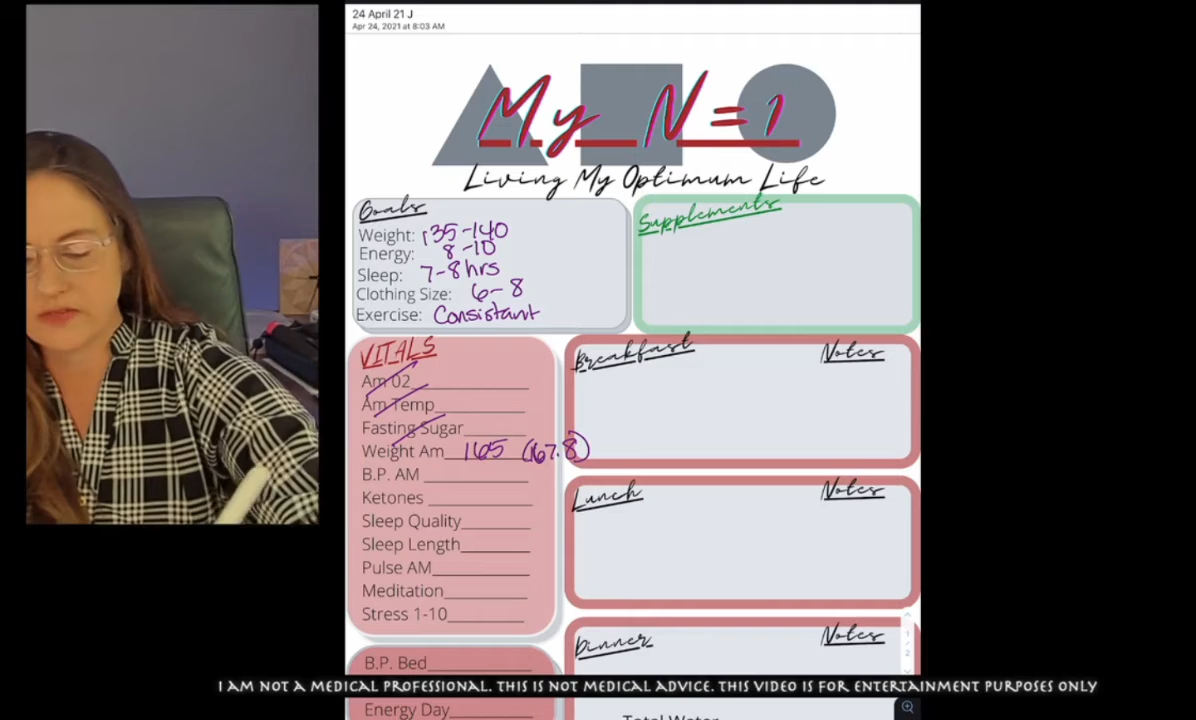 24 April 21 J
Apr 24, 2021 at 8:03 AM
My N=1
Living My Optimum Life
Goals
Weight: 135-140
Energy: 8-10
Sleep: 7-8 hrs
Clothing Size: 6-8
Exercise: Consistant
Supplements
VITALS
Am 02
Am Temp
Fasting Sugar
Weight Am 165 (167.8)
B.P. AM
Ketones
Sleep Quality
Sleep Length
Pulse AM
Meditation
Stress 1-10
B.P. Bed
Energy Day
Breakfast Notes
Lunch Notes
Dinner Notes
Total Water
1/2
I AM NOT A MEDICAL PROFESSIONAL. THIS IS NOT MEDICAL ADVICE. THIS VIDEO IS FOR ENTERTAINMENT PURPOSES ONLY